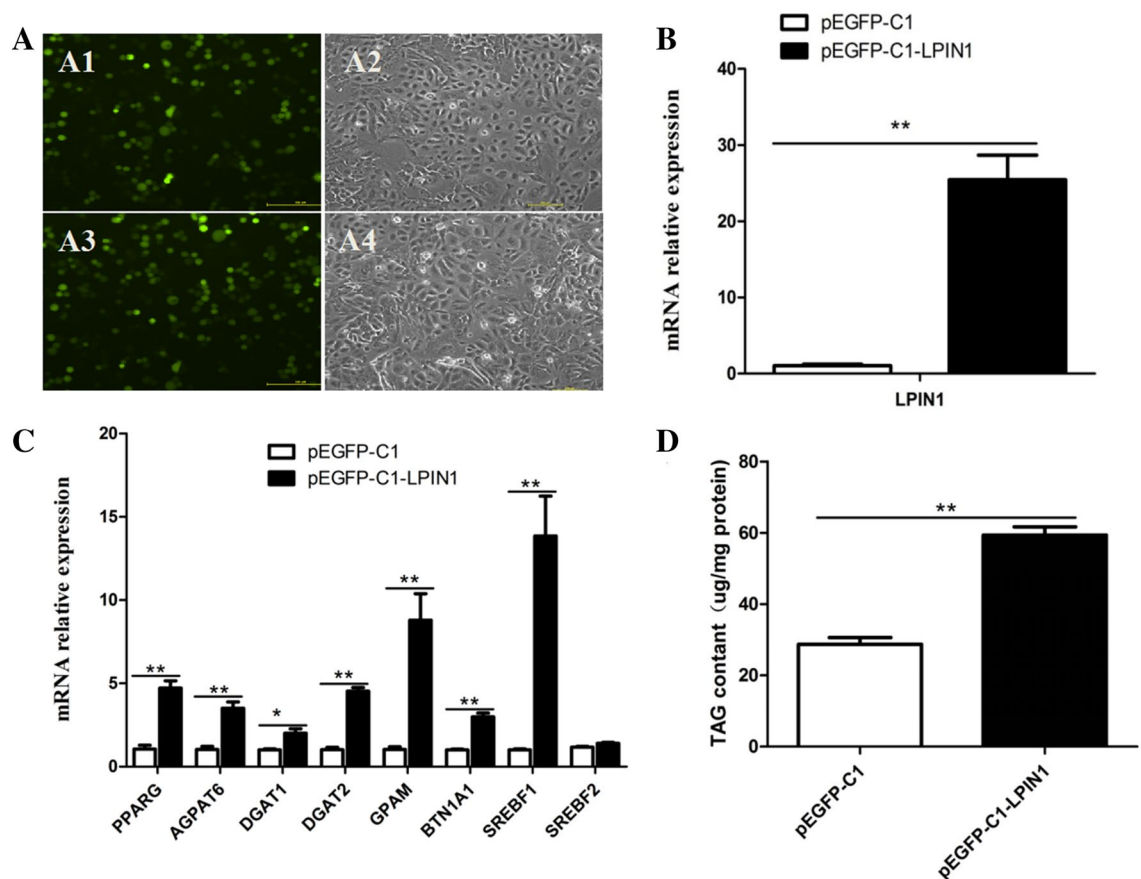 A
A1
A2
A3
A4
B
pEGFP-C1
pEGFP-C1-LPIN1
mRNA relative expression
40
30
20
10
0
**
LPIN1
C
pEGFP-C1
pEGFP-C1-LPIN1
mRNA relative expression
20
15
10
5
0
**
**
*
**
**
**
**
PPARG
AGPAT6
DGAT1
DGAT2
GPAM
BTN1A1
SREBF1
SREBF2
D
TAG contant（ug/mg protein)
80
60
40
20
0
**
pEGFP-C1
pEGFP-C1-LPIN1